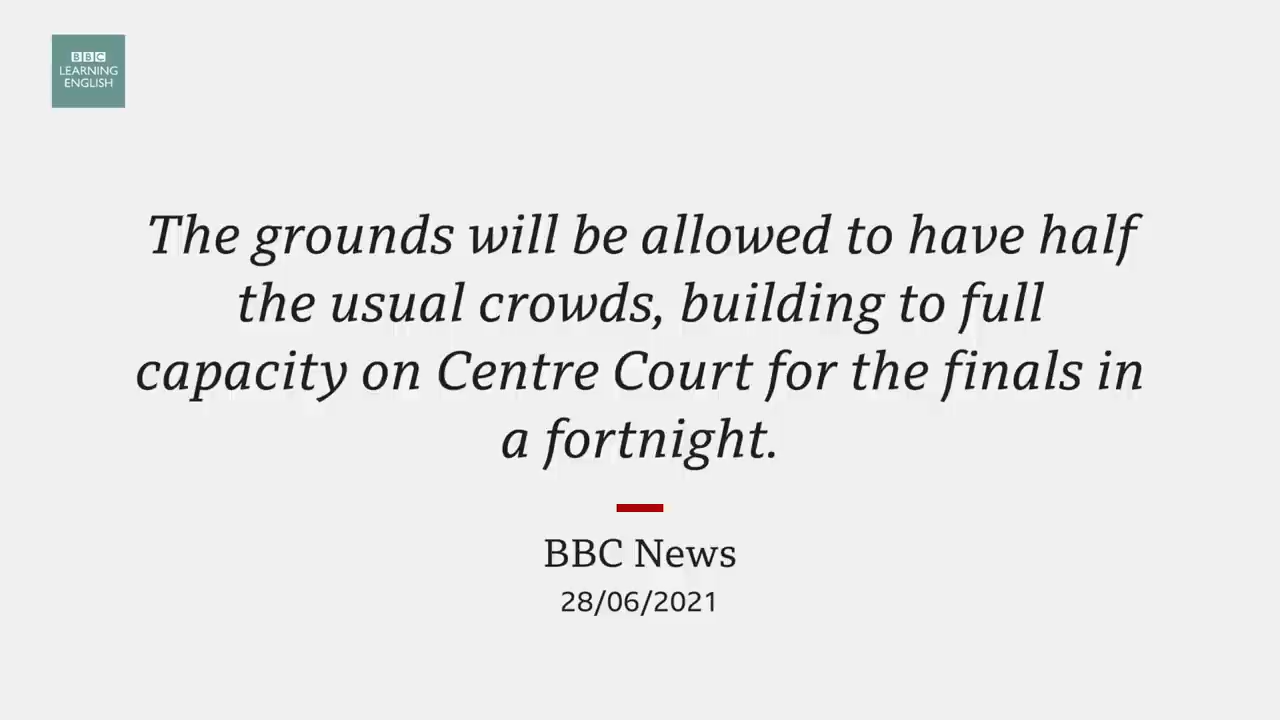 BBC
LEARNING
ENGLISH
The grounds will be allowed to have half
the usual crowds, building to full
capacity on Centre Court for the finals in
a fortnight.
BBC News
28/06/2021